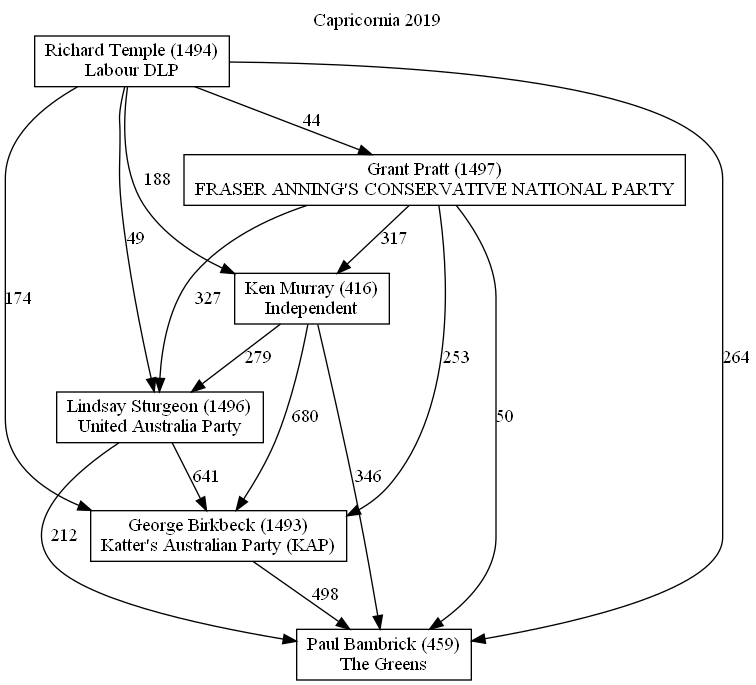 Capricornia 2019
Richard Temple (1494)
Labour DLP
44
Grant Pratt (1497)
FRASER ANNING'S CONSERVATIVE NATIONAL PARTY
188
49
317
Ken Murray (416)
Independent
174
327
279
253
264
Lindsay Sturgeon (1496)
United Australia Party
680
50
641
346
George Birkbeck (1493)
Katter's Australian Party (KAP)
212
498
Paul Bambrick (459)
The Greens